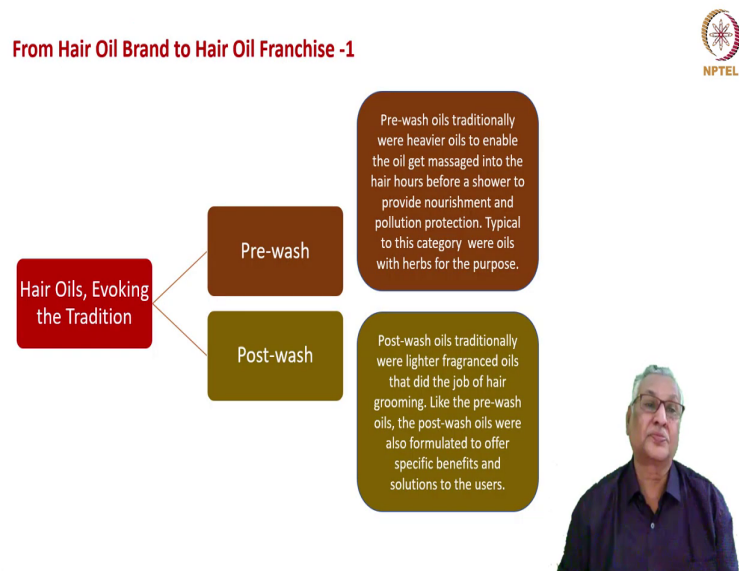 From Hair Oil Brand to Hair Oil Franchise -1
NPTEL
Pre-wash oils traditionally
were heavier oils to enable
the oil get massaged into the
hair hours before a shower to
provide nourishment and
pollution protection. Typical
to this category were oils
with herbs for the purpose.
Pre-wash
Hair Oils, Evoking
the Tradition
Post-wash
Post-wash oils traditionally
were lighter fragranced oils
that did the job of hair
grooming. Like the pre-wash
oils, the post-wash oils were
also formulated to offer
specific benefits and
solutions to the users.